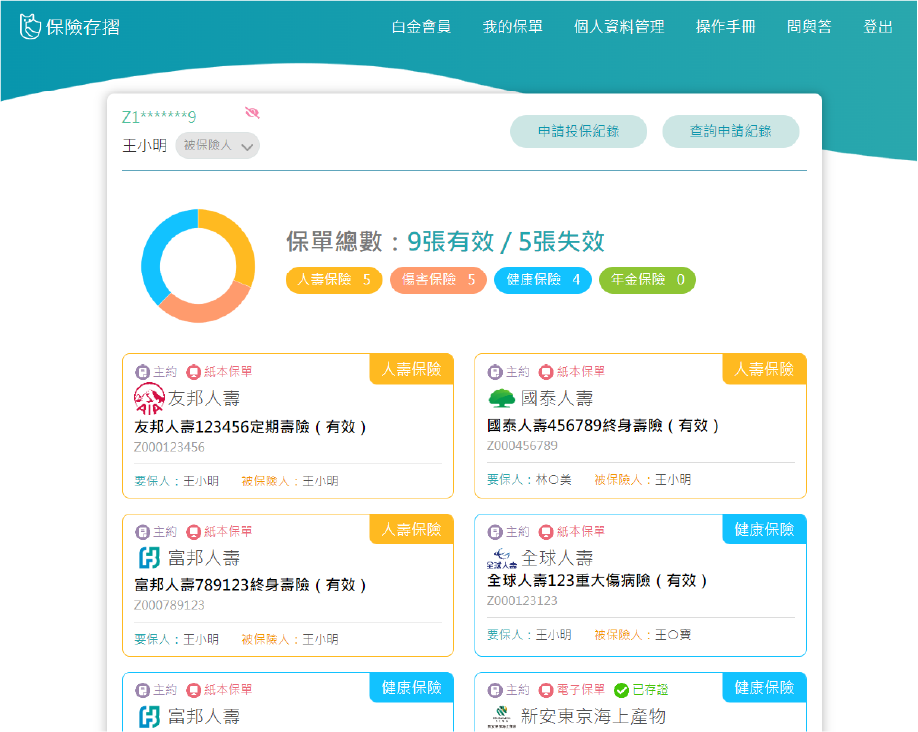 保險存摺
白金會員 我的保單 個人資料管理 操作手冊 問與答 登出
Z1*******9
王小明 被保險人
申請投保紀錄 查詢申請紀錄
保單總數：9張有效 / 5張失效
人壽保險 5 傷害保險 5 健康保險 4 年金保險 0
主約 紙本保單 人壽保險
AIA 友邦人壽
友邦人壽123456定期壽險（有效）
Z000123456
要保人：王小明 被保險人：王小明
主約 紙本保單 人壽保險
國泰人壽
國泰人壽456789終身壽險（有效）
Z000456789
要保人：林○美 被保險人：王小明
主約 紙本保單 人壽保險
富邦人壽
富邦人壽789123終身壽險（有效）
Z000789123
要保人：王小明 被保險人：王小明
主約 紙本保單 健康保險
全球人壽 全球人壽
全球人壽123重大傷病險（有效）
Z000123123
要保人：王小明 被保險人：王○寶
主約 紙本保單 健康保險
富邦人壽
主約 電子保單 已存證 健康保險
新安東京海上產物